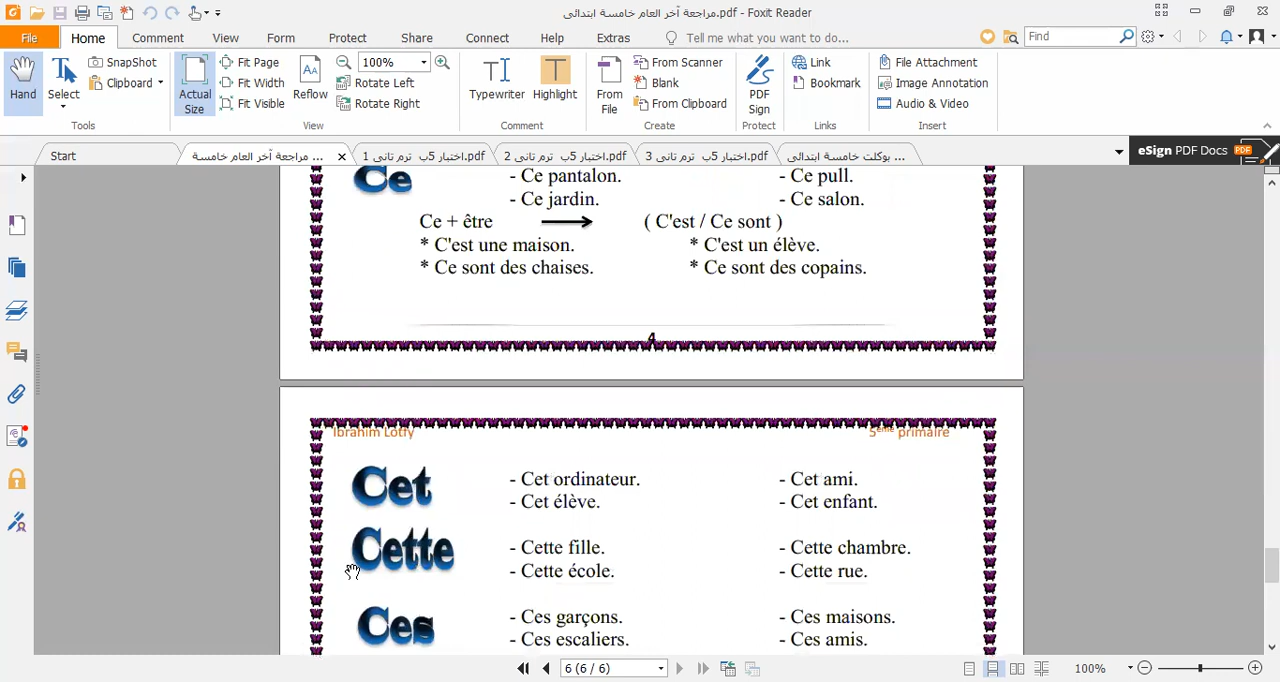 مراجعة آخر العام خامسة ابتدائى.pdf - Foxit Reader
File Home Comment View Form Protect Share Connect Help Extras Tell me what you want to do... Find
Hand
Select
SnapShot
Clipboard
Actual Size
Fit Page
Fit Width
Fit Visible
Reflow
100%
Rotate Left
Rotate Right
Typewriter
Highlight
From File
From Scanner
Blank
From Clipboard
PDF Sign
Link
Bookmark
File Attachment
Image Annotation
Audio & Video
Tools View Comment Create Protect Links Insert
Start
... مراجعة آخر العام خامسة
اختبار 5ب ترم ثانى 1.pdf
اختبار 5ب ترم ثانى 2.pdf
اختبار 5ب ترم ثانى 3.pdf
... بوكلت خامسة ابتدائى
eSign PDF Docs PDF
Ce - Ce pantalon. - Ce pull.
- Ce jardin. - Ce salon.
Ce + être ( C'est / Ce sont )
* C'est une maison. * C'est un élève.
* Ce sont des chaises. * Ce sont des copains.
4
Ibrahim Lotfy 5ème primaire
Cet - Cet ordinateur. - Cet ami.
- Cet élève. - Cet enfant.
Cette - Cette fille. - Cette chambre.
- Cette école. - Cette rue.
Ces - Ces garçons. - Ces maisons.
- Ces escaliers. - Ces amis.
6 (6 / 6) 100%